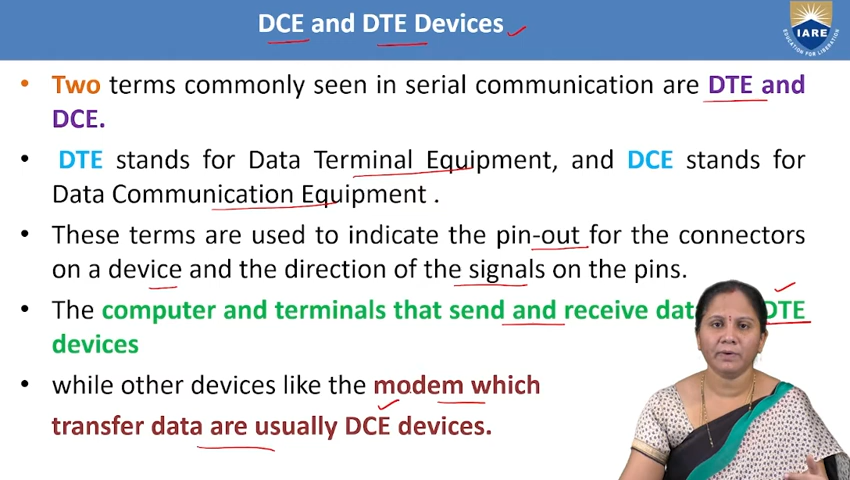 DCE and DTE Devices
IARE
EDUCATION FOR LIBERATION
• Two terms commonly seen in serial communication are DTE and
DCE.
• DTE stands for Data Terminal Equipment, and DCE stands for
Data Communication Equipment .
• These terms are used to indicate the pin-out for the connectors
on a device and the direction of the signals on the pins.
• The computer and terminals that send and receive DTE
devices
• while other devices like the modem which
transfer data are usually DCE devices.